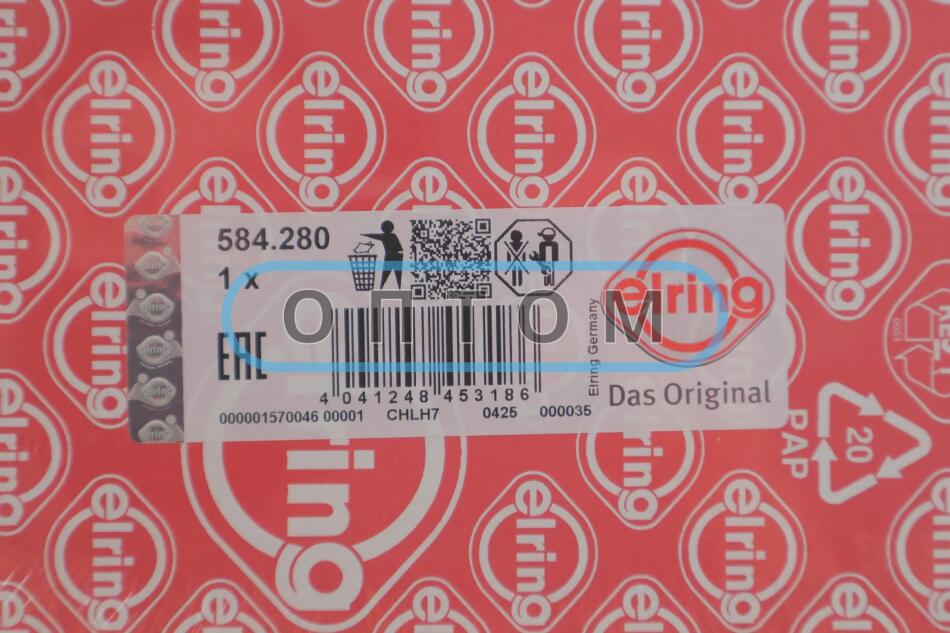 584.280
1 x
EAC
4 041248 453186
000001570046 00001 CHLH7 0425 000035
Elring Germany
elring
Das Original
ОПТОМ
20
PAP
elring